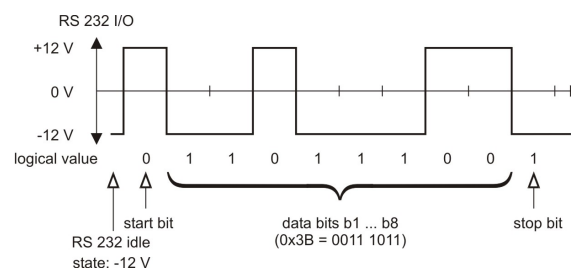 RS 232 I/O
+12 V
0 V
-12 V
logical value 0 1 1 0 1 1 1 0 0 1
start bit data bits b1 ... b8 stop bit
(0x3B = 0011 1011)
RS 232 idle
state: -12 V